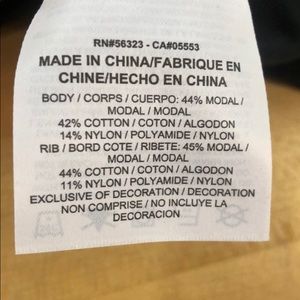 RN#56323 - CA#05553
MADE IN CHINA/FABRIQUE EN
CHINE/HECHO EN CHINA
BODY / CORPS / CUERPO: 44% MODAL /
MODAL / MODAL
42% COTTON / COTON / ALGODON
14% NYLON / POLYAMIDE / NYLON
RIB / BORD COTE / RIBETE: 45% MODAL /
MODAL / MODAL
44% COTTON / COTON / ALGODON
11% NYLON / POLYAMIDE / NYLON
EXCLUSIVE OF DECORATION / DECORATION
NON COMPRISE / NO INCLUYE LA
DECORACION